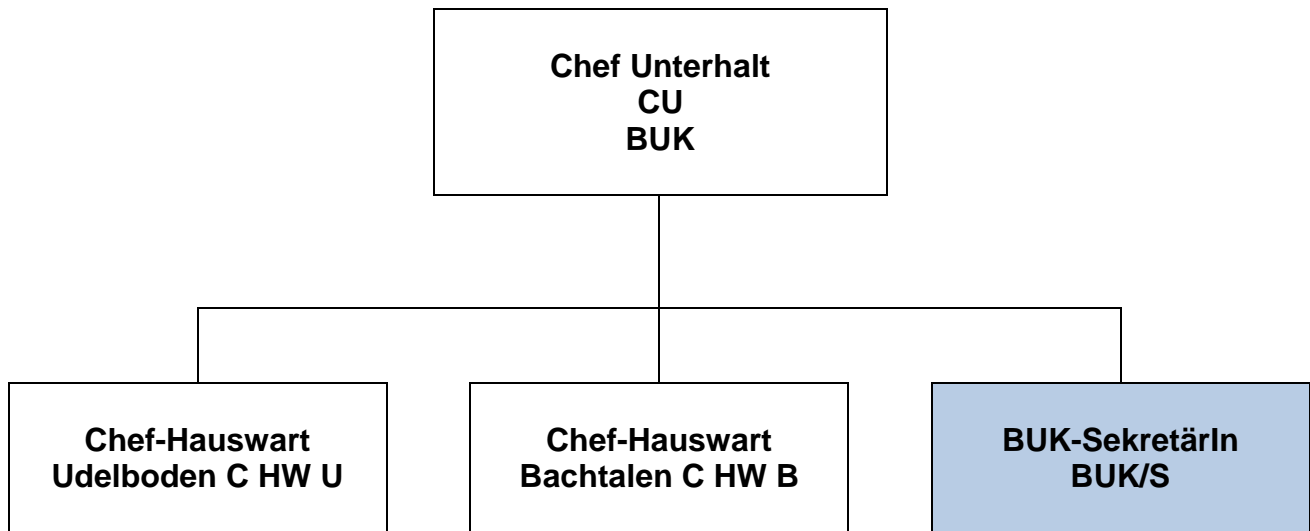 Chef Unterhalt
CU
BUK
Chef-Hauswart
Udelboden C HW U
Chef-Hauswart
Bachtalen C HW B
BUK-SekretärIn
BUK/S